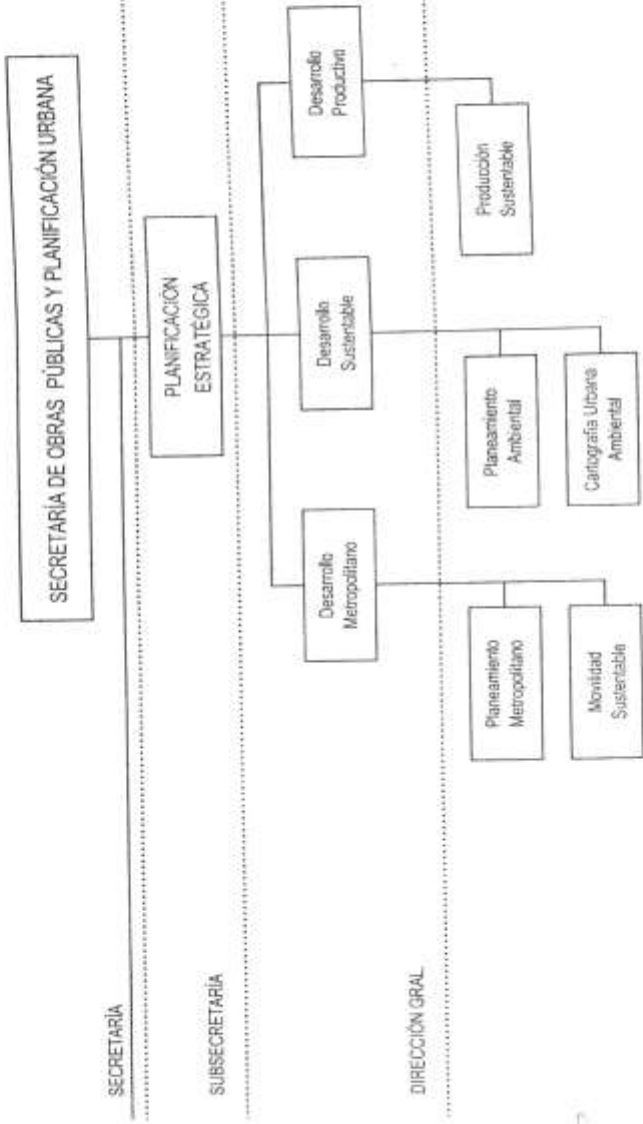 SECRETARÍA DE OBRAS PÚBLICAS Y PLANIFICACIÓN URBANA
SECRETARÍA
PLANIFICACIÓN
ESTRATÉGICA
SUBSECRETARÍA
Desarrollo
Metropolitano
Desarrollo
Sustentable
Desarrollo
Productivo
DIRECCIÓN GRAL.
Planeamiento
Metropolitano
Planeamiento
Ambiental
Producción
Sustentable
Movilidad
Sustentable
Cartografía Urbana
Ambiental